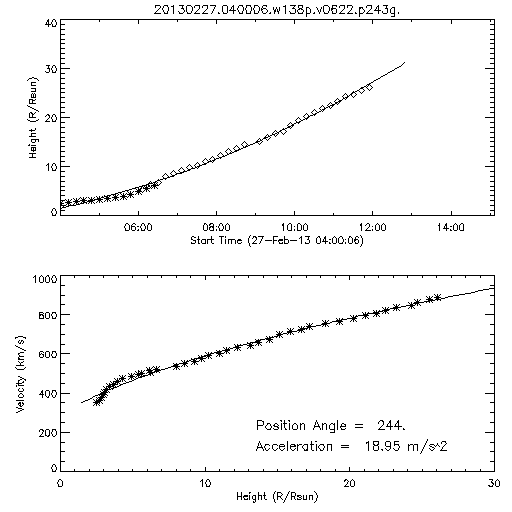 20130227.040006.w138p.v0622.p243g.
40
30
20
10
0
Height (R/Rsun)
06:00 08:00 10:00 12:00 14:00
Start Time (27-Feb-13 04:00:06)
1000
800
600
400
200
0
Velocity (km/s)
Position Angle = 244.
Acceleration = 18.95 m/s^2
0 10 20 30
Height (R/Rsun)